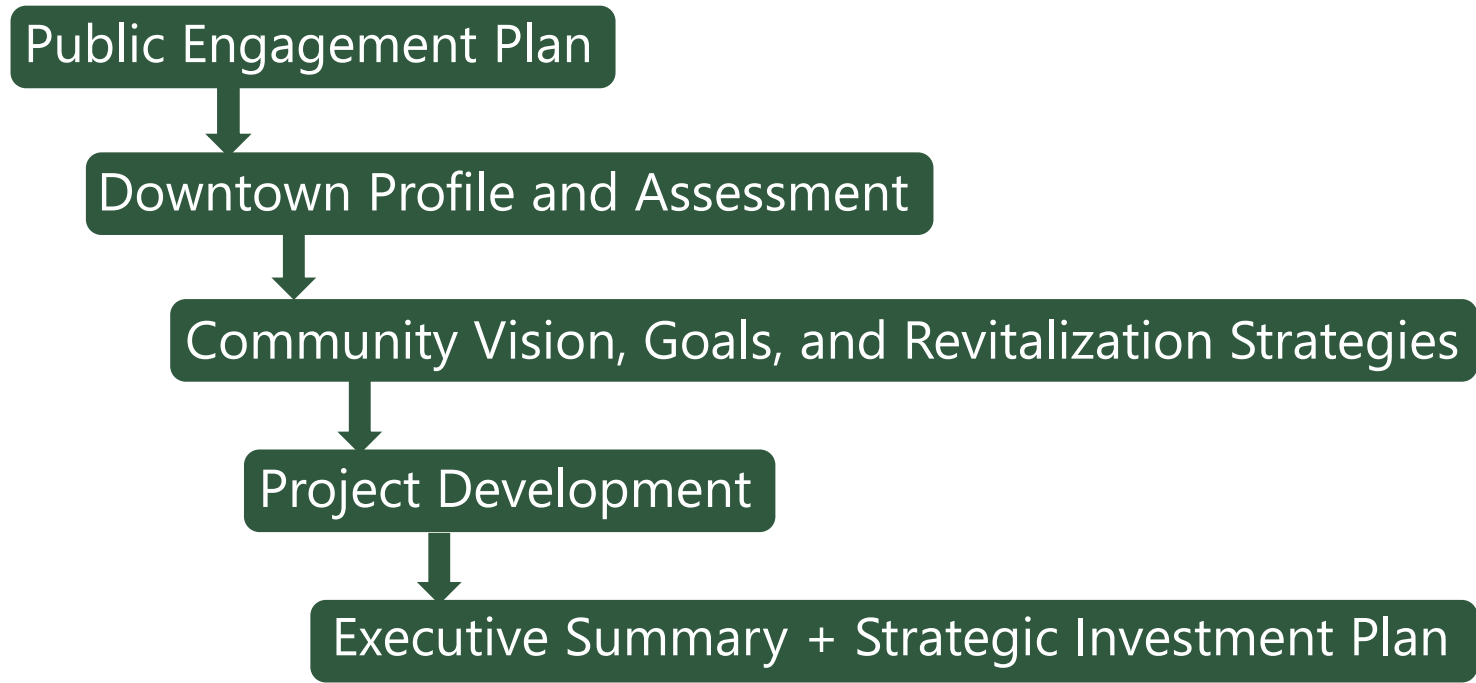 Public Engagement Plan
Downtown Profile and Assessment
Community Vision, Goals, and Revitalization Strategies
Project Development
Executive Summary + Strategic Investment Plan